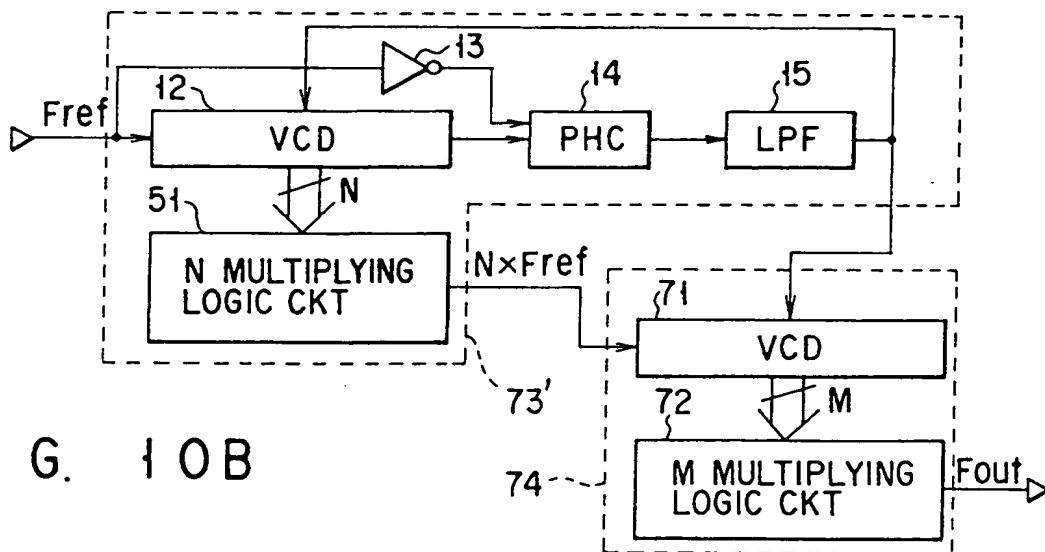 13
Fref
12
VCD
14
PHC
15
LPF
N
51
N MULTIPLYING
LOGIC CKT
N×Fref
71
VCD
73'
M
72
M MULTIPLYING
LOGIC CKT
74
Fout
G. 10B